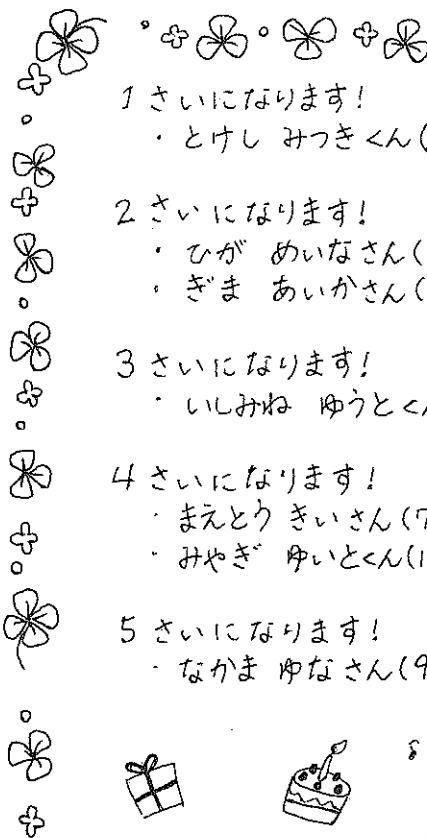 1さいになります!
・とけし みつきくん(
2さいになります!
・ひが めいなさん(
・ぎま あいかさん(
3さいになります!
・いしみね ゆうとく
4さいになります!
・まえとう きいさん(7
・みやぎ ゆいとくん(1
5さいになります!
・なかま ゆなさん(9